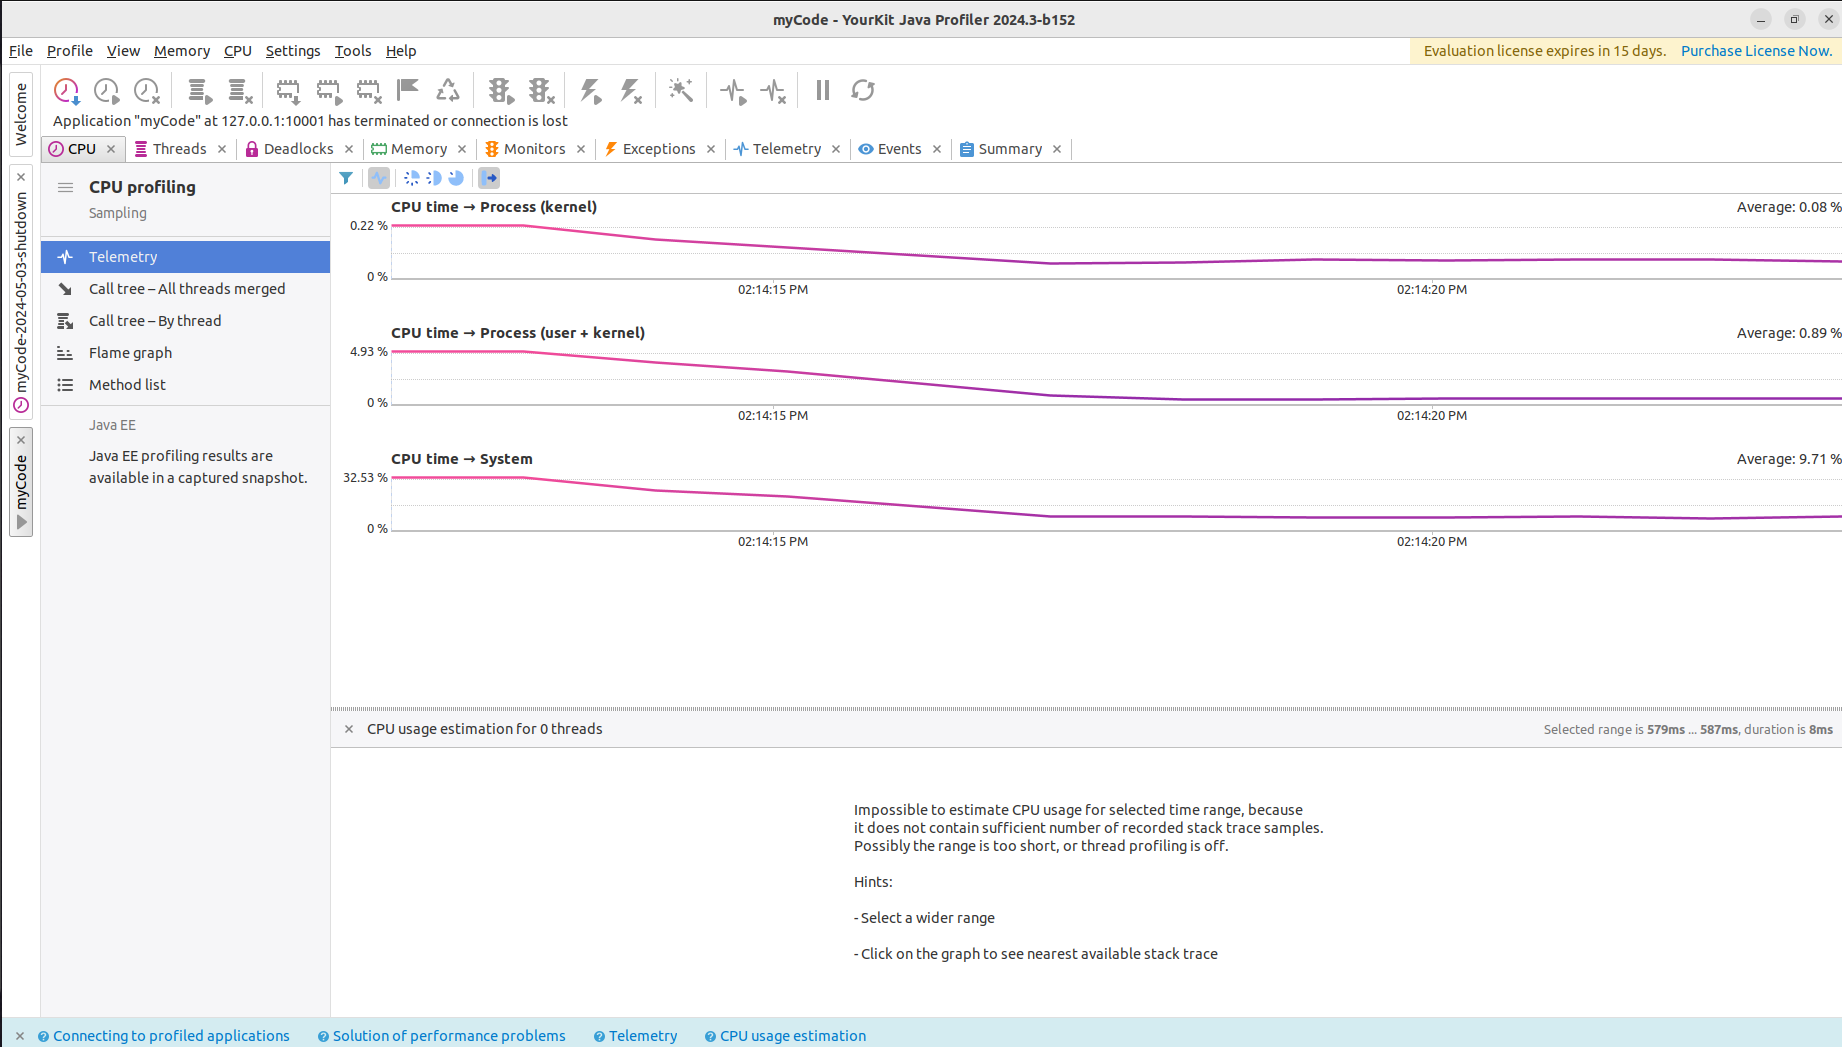 myCode - YourKit Java Profiler 2024.3-b152
File Profile View Memory CPU Settings Tools Help
Evaluation license expires in 15 days. Purchase License Now.
Application "myCode" at 127.0.0.1:10001 has terminated or connection is lost
Welcome
myCode-2024-05-03-shutdown
myCode
CPU Threads Deadlocks Memory Monitors Exceptions Telemetry Events Summary
CPU profiling
Sampling
Telemetry
Call tree – All threads merged
Call tree – By thread
Flame graph
Method list
Java EE
Java EE profiling results are
available in a captured snapshot.
CPU time → Process (kernel)
Average: 0.08 %
0.22 %
0 %
02:14:15 PM
02:14:20 PM
CPU time → Process (user + kernel)
Average: 0.89 %
4.93 %
0 %
02:14:15 PM
02:14:20 PM
CPU time → System
Average: 9.71 %
32.53 %
0 %
02:14:15 PM
02:14:20 PM
CPU usage estimation for 0 threads
Selected range is 579ms ... 587ms, duration is 8ms
Impossible to estimate CPU usage for selected time range, because
it does not contain sufficient number of recorded stack trace samples.
Possibly the range is too short, or thread profiling is off.
Hints:
- Select a wider range
- Click on the graph to see nearest available stack trace
Connecting to profiled applications
Solution of performance problems
Telemetry
CPU usage estimation